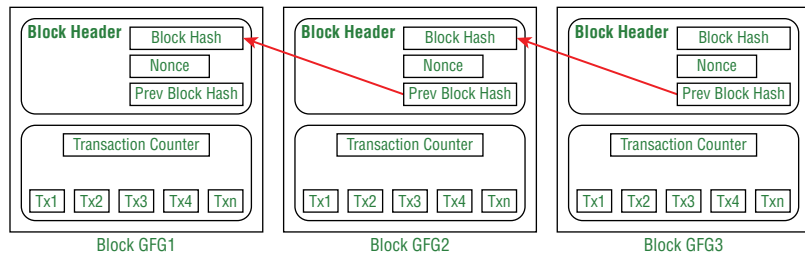 Block Header
Block Hash
Nonce
Prev Block Hash
Transaction Counter
Tx1 Tx2 Tx3 Tx4 Txn
Block GFG1
Block Header
Block Hash
Nonce
Prev Block Hash
Transaction Counter
Tx1 Tx2 Tx3 Tx4 Txn
Block GFG2
Block Header
Block Hash
Nonce
Prev Block Hash
Transaction Counter
Tx1 Tx2 Tx3 Tx4 Txn
Block GFG3